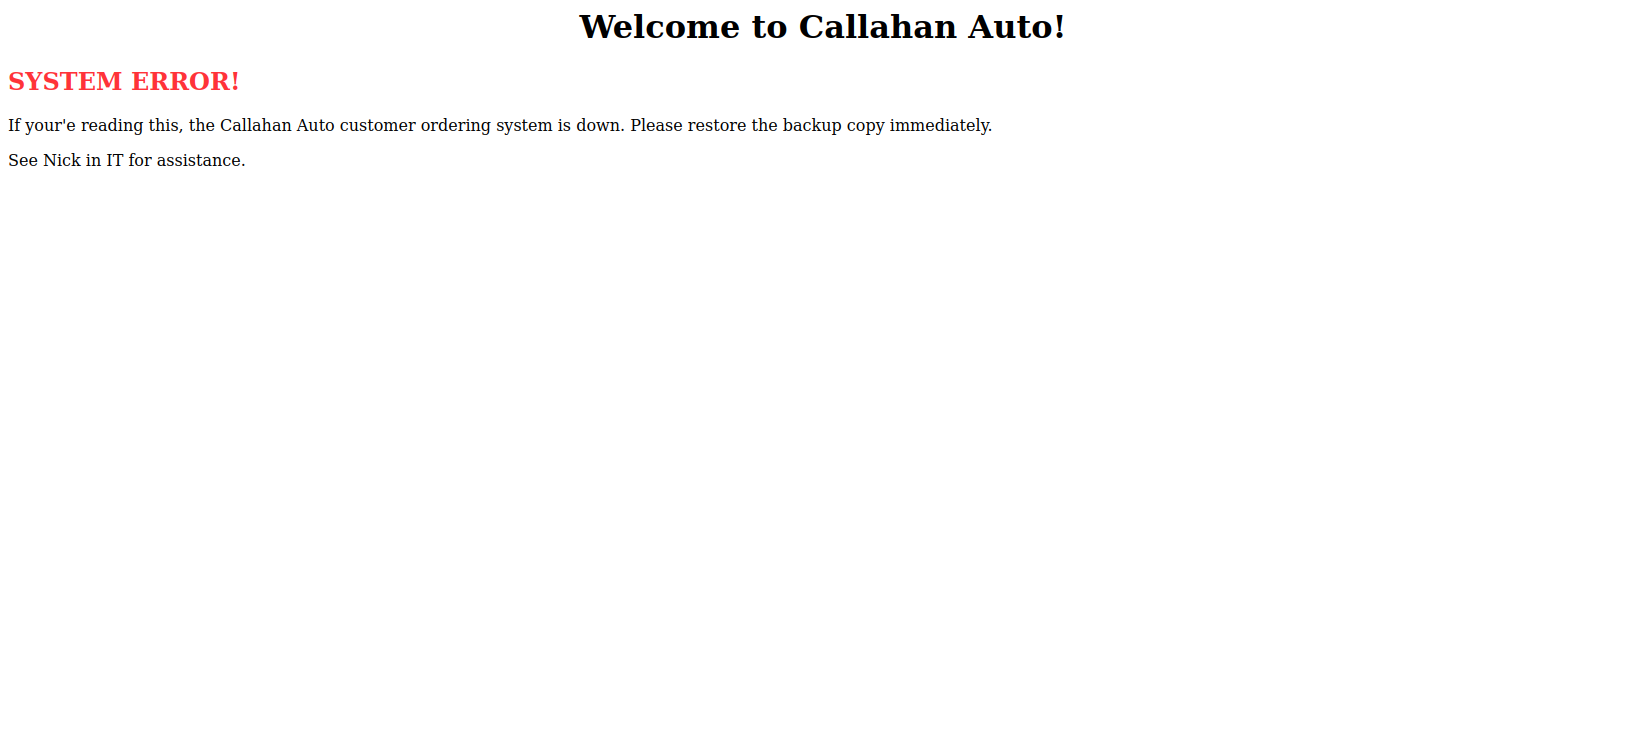 Welcome to Callahan Auto!
SYSTEM ERROR!
If your'e reading this, the Callahan Auto customer ordering system is down. Please restore the backup copy immediately.
See Nick in IT for assistance.